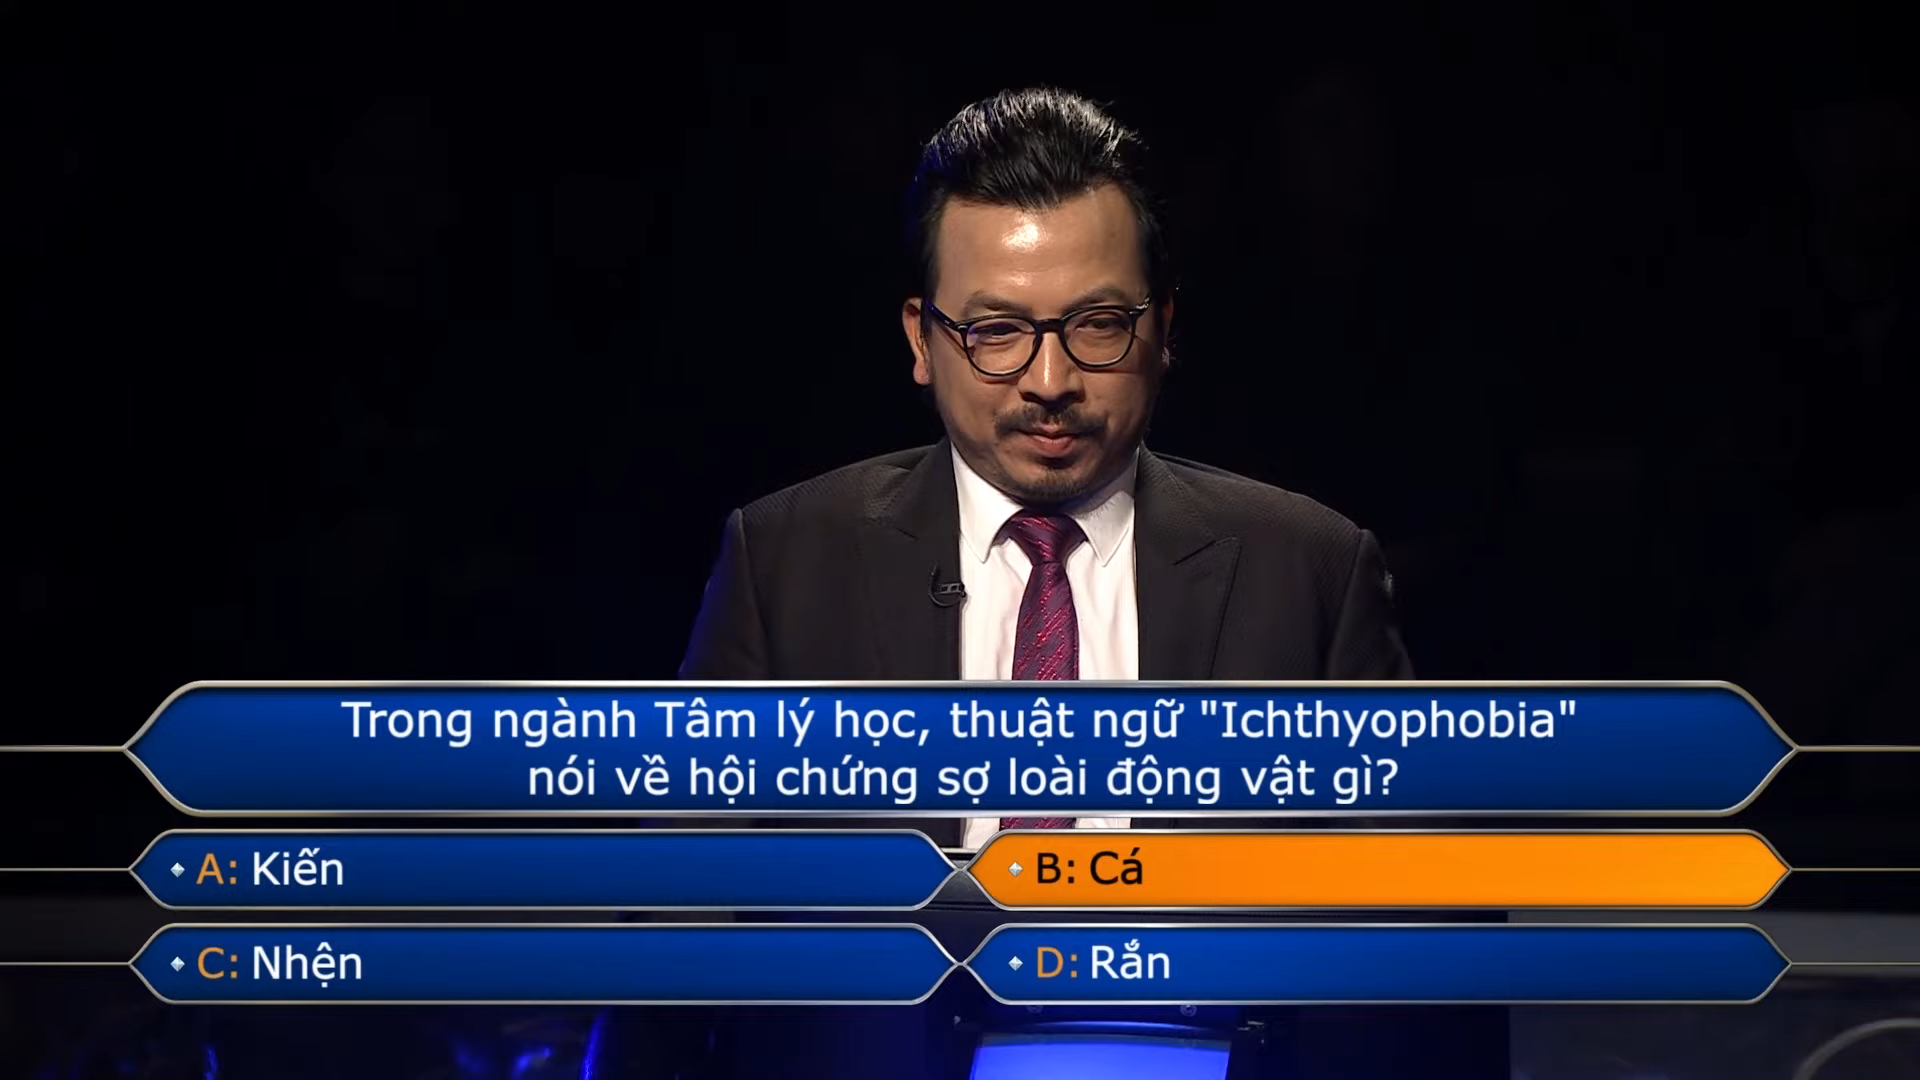 Trong ngành Tâm lý học, thuật ngữ "Ichthyophobia"
nói về hội chứng sợ loài động vật gì?
A: Kiến
B: Cá
C: Nhện
D: Rắn